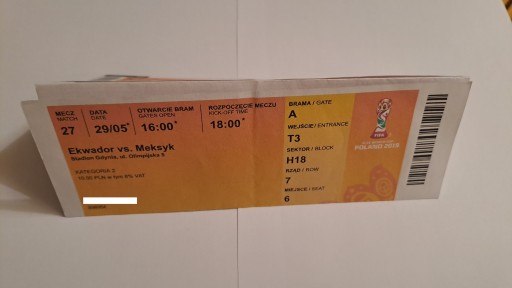 MECZ
MATCH
27
DATA
DATE
29/05*
OTWARCIE BRAM
GATES OPEN
16:00*
ROZPOCZĘCIE MECZU
KICK-OFF TIME
18:00*
Ekwador vs. Meksyk
Stadion Gdynia, ul. Olimpijska 5
KATEGORIA 2
BRAMA / GATE
A
WEJŚCIE / ENTRANCE
T3
SEKTOR / BLOCK
H18
RZĄD / ROW
7
MIEJSCE / SEAT
6
FIFA
POLAND 2019